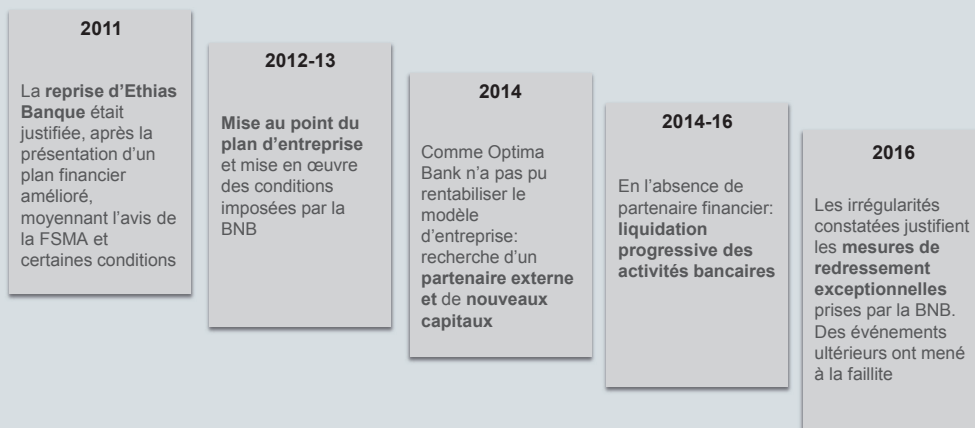 2011
La reprise d’Ethias
Banque était
justifiée, après la
présentation d’un
plan financier
amélioré,
moyennant l’avis de
la FSMA et
certaines conditions
2012-13
Mise au point du
plan d’entreprise
et mise en œuvre
des conditions
imposées par la
BNB
2014
Comme Optima
Bank n’a pas pu
rentabiliser le
modèle
d’entreprise:
recherche d’un
partenaire externe
et de nouveaux
capitaux
2014-16
En l’absence de
partenaire financier:
liquidation
progressive des
activités bancaires
2016
Les irrégularités
constatées justifient
les mesures de
redressement
exceptionnelles
prises par la BNB.
Des événements
ultérieurs ont mené
à la faillite